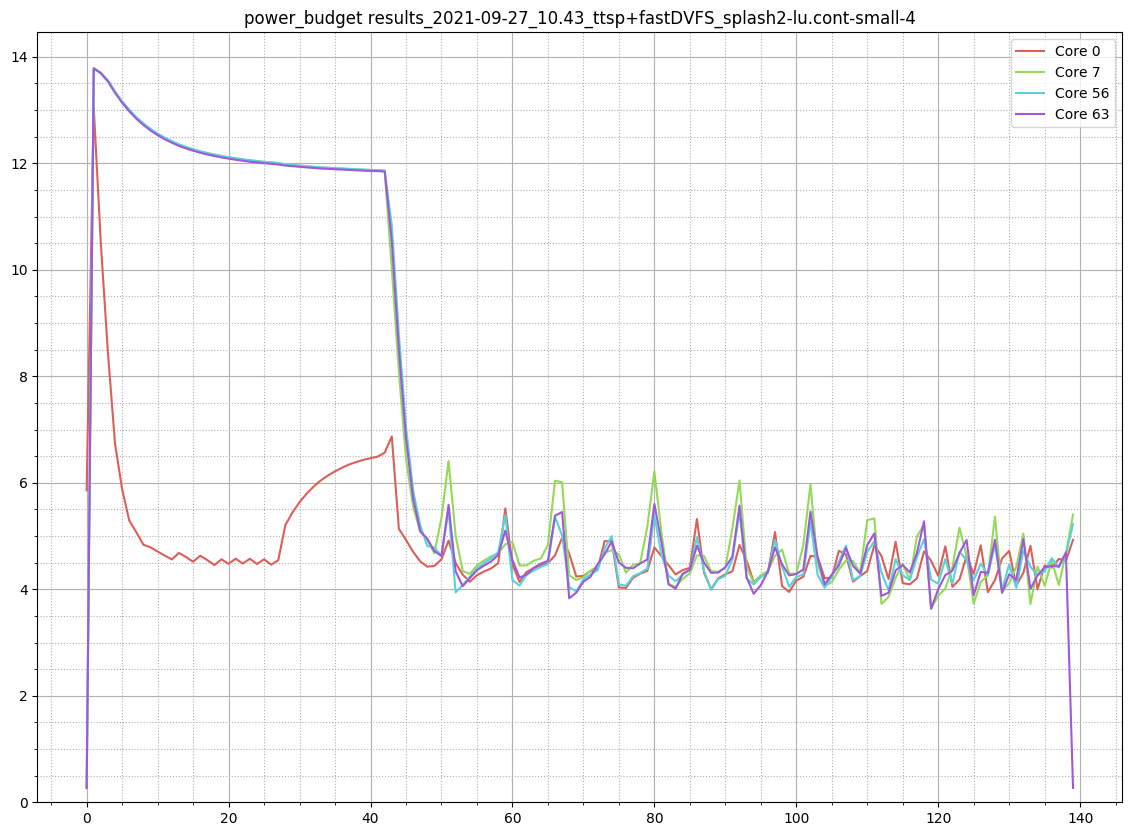 power_budget results_2021-09-27_10.43_ttsp+fastDVFS_splash2-lu.cont-small-4
Core 0
Core 7
Core 56
Core 63
14
12
10
8
6
4
2
0
0 20 40 60 80 100 120 140